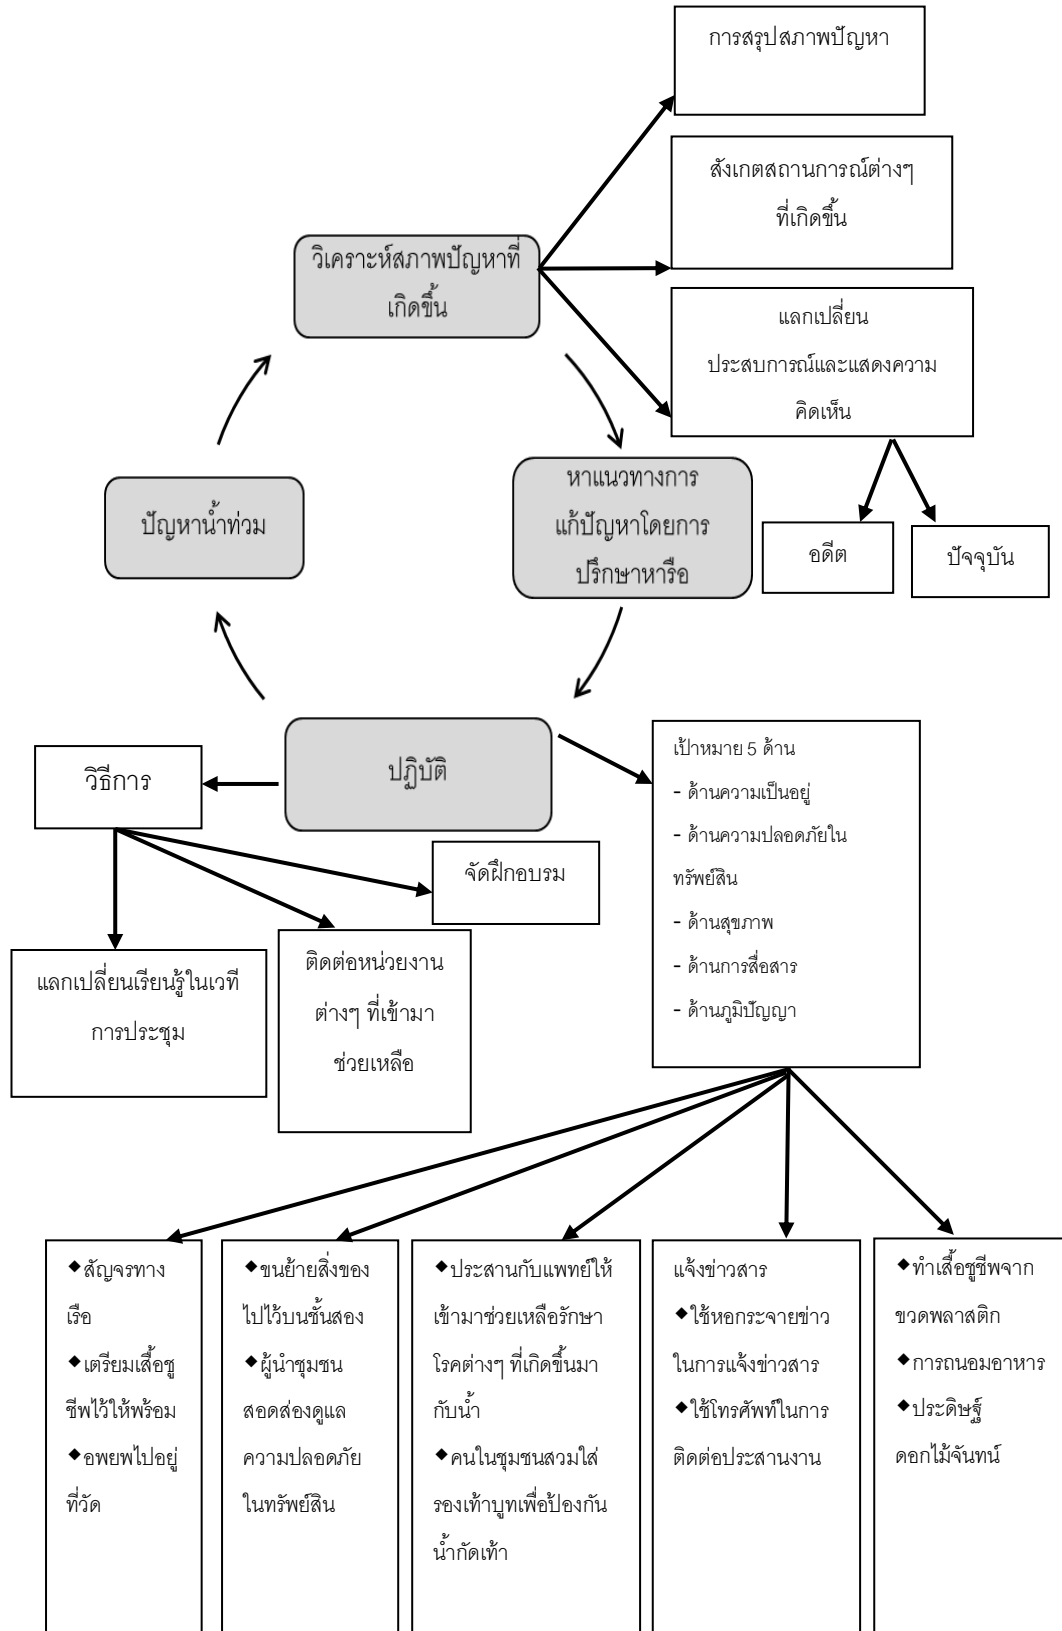 การสรุปสภาพปัญหา
สังเกตสถานการณ์ต่างๆ
ที่เกิดขึ้น
วิเคราะห์สภาพปัญหาที่
เกิดขึ้น
แลกเปลี่ยน
ประสบการณ์และแสดงความ
คิดเห็น
หาแนวทางการ
แก้ปัญหาโดยการ
ปรึกษาหารือ
ปัญหาน้ำท่วม
อดีต
ปัจจุบัน
ปฏิบัติ
วิธีการ
เป้าหมาย 5 ด้าน
- ด้านความเป็นอยู่
- ด้านความปลอดภัยใน
ทรัพย์สิน
- ด้านสุขภาพ
- ด้านการสื่อสาร
- ด้านภูมิปัญญา
จัดฝึกอบรม
แลกเปลี่ยนเรียนรู้ในเวที
การประชุม
ติดต่อหน่วยงาน
ต่างๆ ที่เข้ามา
ช่วยเหลือ
◆สัญจรทาง
เรือ
◆เตรียมเสื้อชู
ชีพไว้ให้พร้อม
◆อพยพไปอยู่
ที่วัด
◆ขนย้ายสิ่งของ
ไปไว้บนชั้นสอง
◆ผู้นำชุมชน
สอดส่องดูแล
ความปลอดภัย
ในทรัพย์สิน
◆ประสานกับแพทย์ให้
เข้ามาช่วยเหลือรักษา
โรคต่างๆ ที่เกิดขึ้นมา
กับน้ำ
◆คนในชุมชนสวมใส่
รองเท้าบูทเพื่อป้องกัน
น้ำกัดเท้า
แจ้งข่าวสาร
◆ใช้หอกระจายข่าว
ในการแจ้งข่าวสาร
◆ใช้โทรศัพท์ในการ
ติดต่อประสานงาน
◆ทำเสื้อชูชีพจาก
ขวดพลาสติก
◆การถนอมอาหาร
◆ประดิษฐ์
ดอกไม้จันทน์